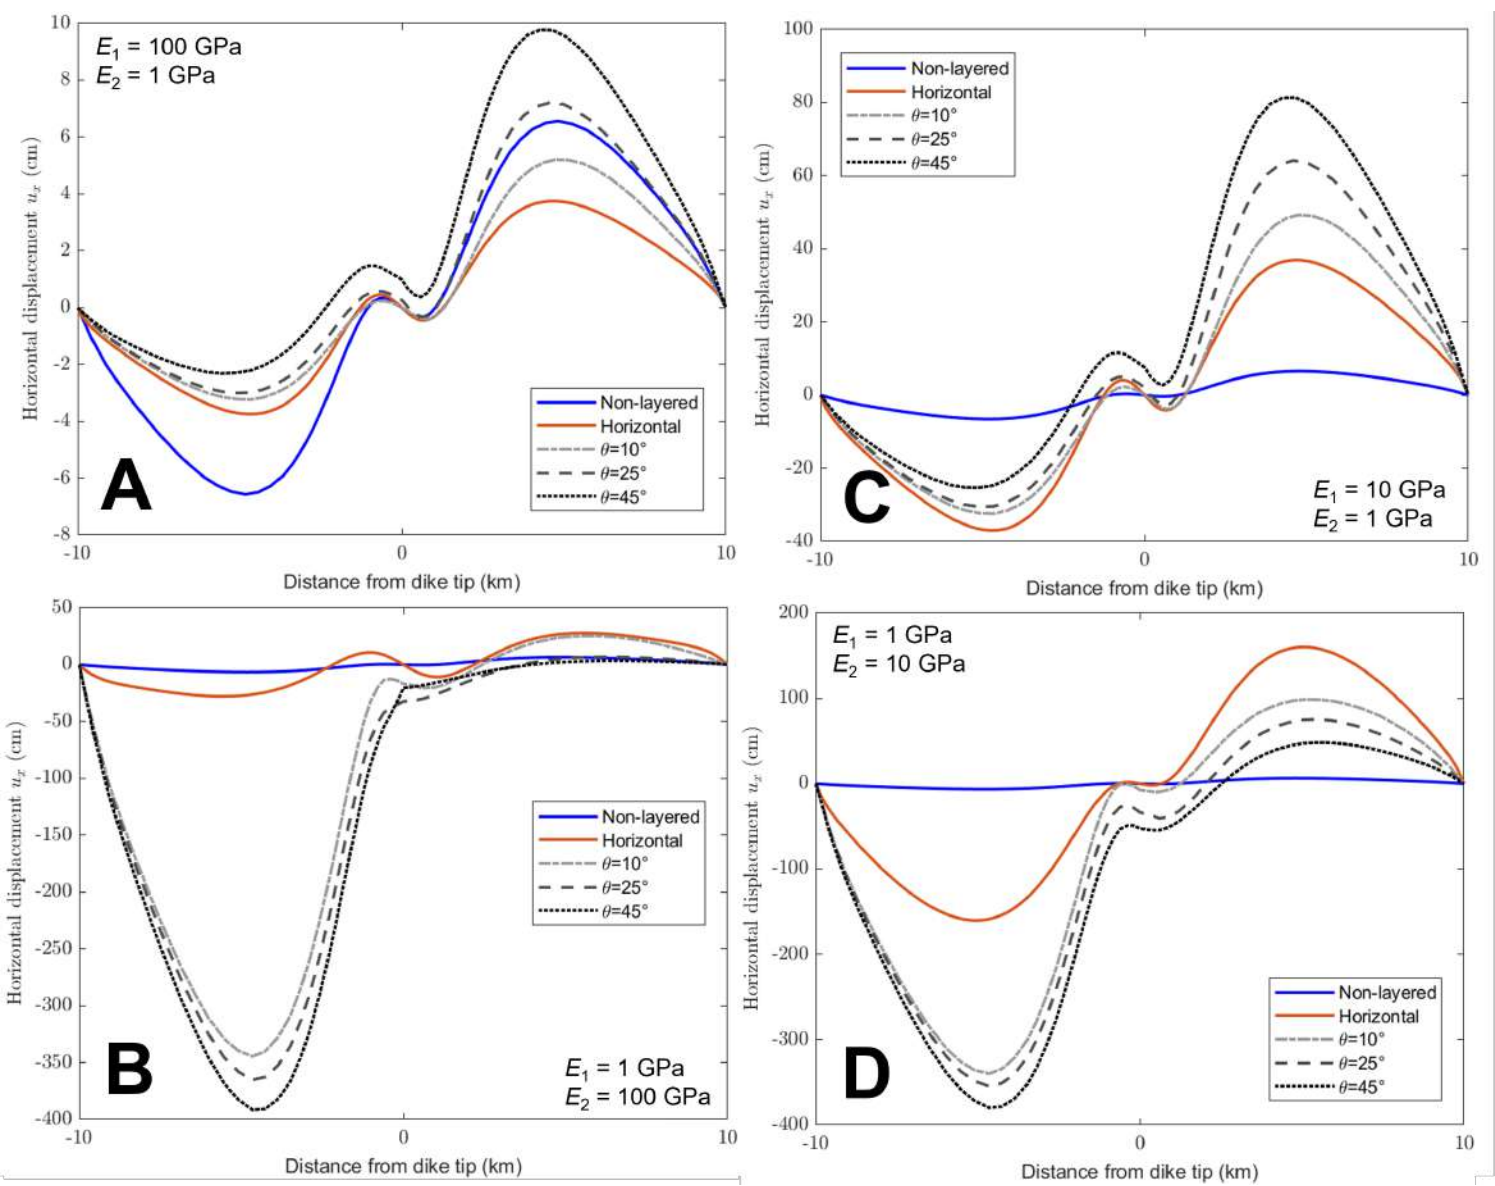 10
8
6
4
2
0
-2
-4
-6
-8
Horizontal displacement u_x (cm)
E₁ = 100 GPa
E₂ = 1 GPa
Non-layered
Horizontal
θ=10°
θ=25°
θ=45°
A
-10
0
10
Distance from dike tip (km)
100
80
60
40
20
0
-20
-40
Horizontal displacement u_x (cm)
Non-layered
Horizontal
θ=10°
θ=25°
θ=45°
C
E₁ = 10 GPa
E₂ = 1 GPa
-10
0
10
Distance from dike tip (km)
50
0
-50
-100
-150
-200
-250
-300
-350
-400
Horizontal displacement u_x (cm)
Non-layered
Horizontal
θ=10°
θ=25°
θ=45°
B
E₁ = 1 GPa
E₂ = 100 GPa
-10
0
10
Distance from dike tip (km)
200
100
0
-100
-200
-300
-400
Horizontal displacement u_x (cm)
E₁ = 1 GPa
E₂ = 10 GPa
Non-layered
Horizontal
θ=10°
θ=25°
θ=45°
D
-10
0
10
Distance from dike tip (km)